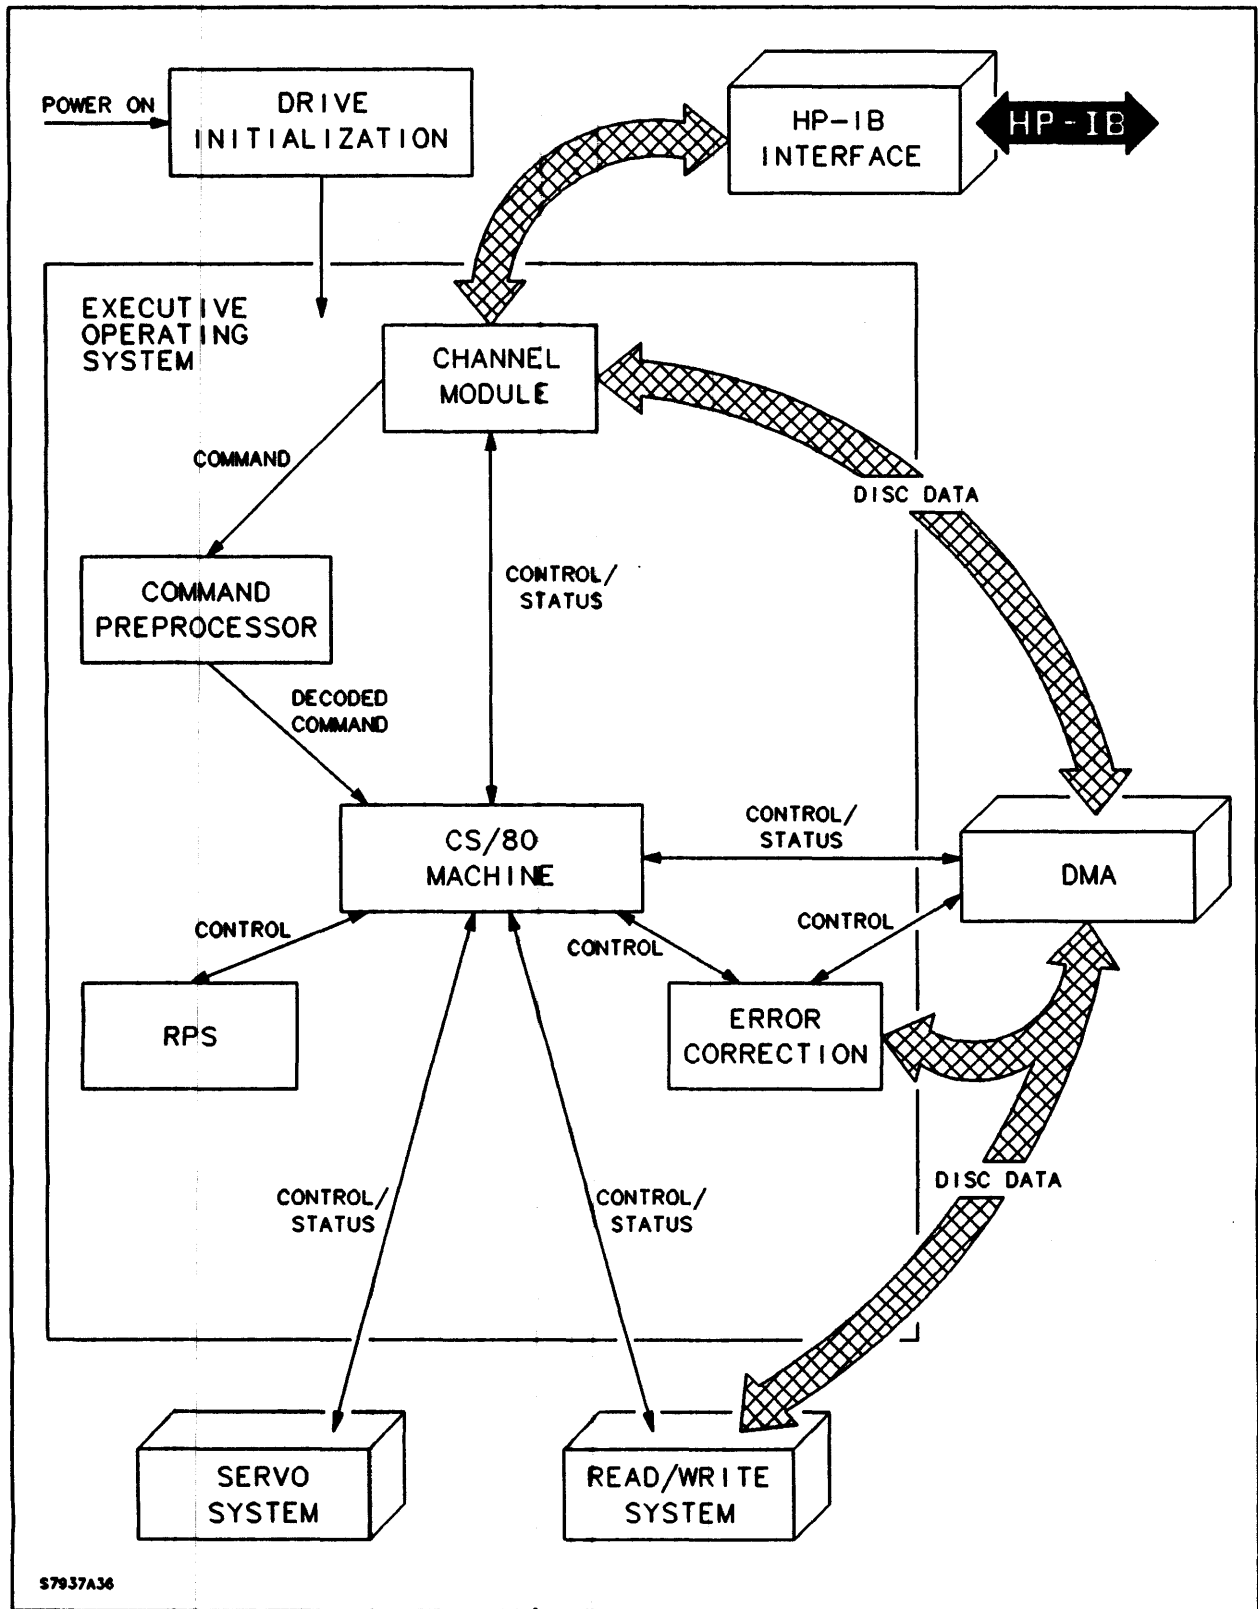 POWER ON
DRIVE
INITIALIZATION
HP-IB
INTERFACE
HP-IB
EXECUTIVE
OPERATING
SYSTEM
CHANNEL
MODULE
COMMAND
DISC DATA
COMMAND
PREPROCESSOR
CONTROL/
STATUS
DECODED
COMMAND
CS/80
MACHINE
CONTROL/
STATUS
DMA
CONTROL
CONTROL
CONTROL
RPS
ERROR
CORRECTION
DISC DATA
CONTROL/
STATUS
CONTROL/
STATUS
SERVO
SYSTEM
READ/WRITE
SYSTEM
S7937A36